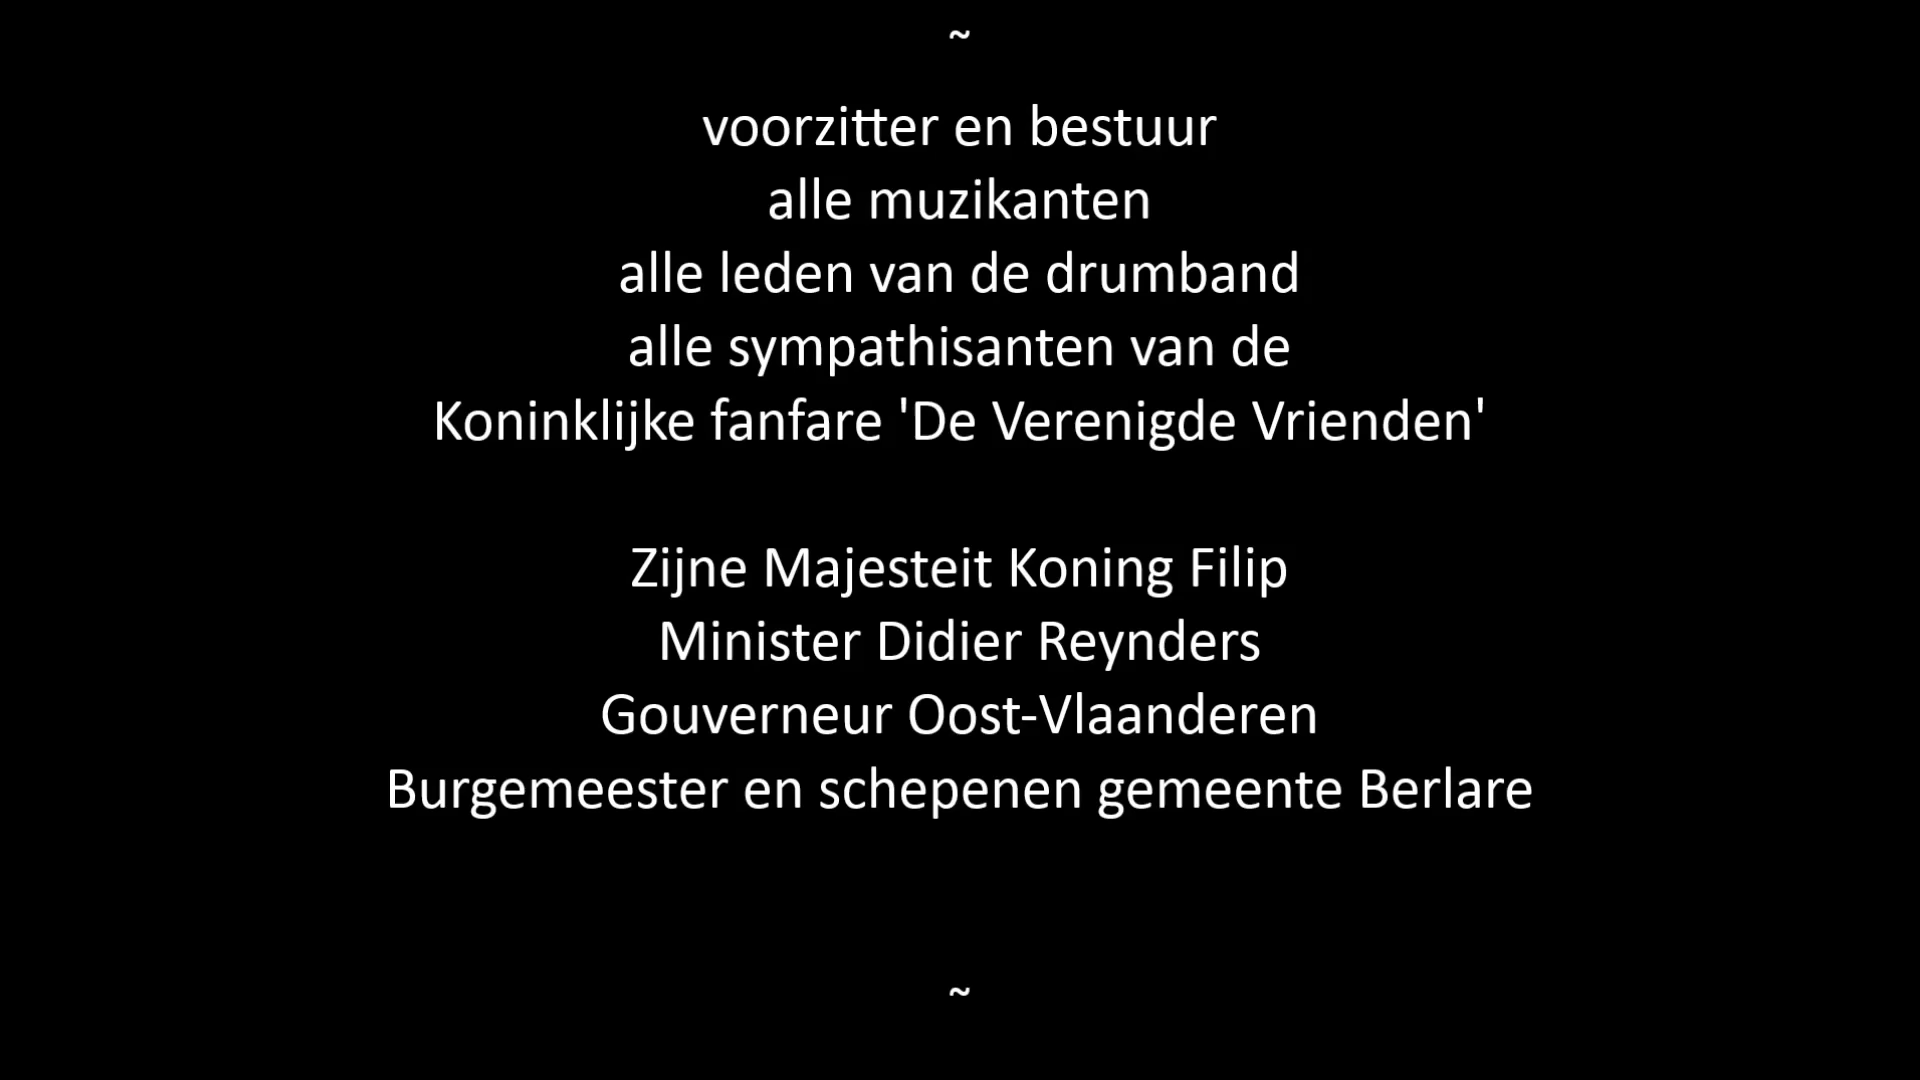 ~
voorzitter en bestuur
alle muzikanten
alle leden van de drumband
alle sympathisanten van de
Koninklijke fanfare 'De Verenigde Vrienden'
Zijne Majesteit Koning Filip
Minister Didier Reynders
Gouverneur Oost-Vlaanderen
Burgemeester en schepenen gemeente Berlare
~